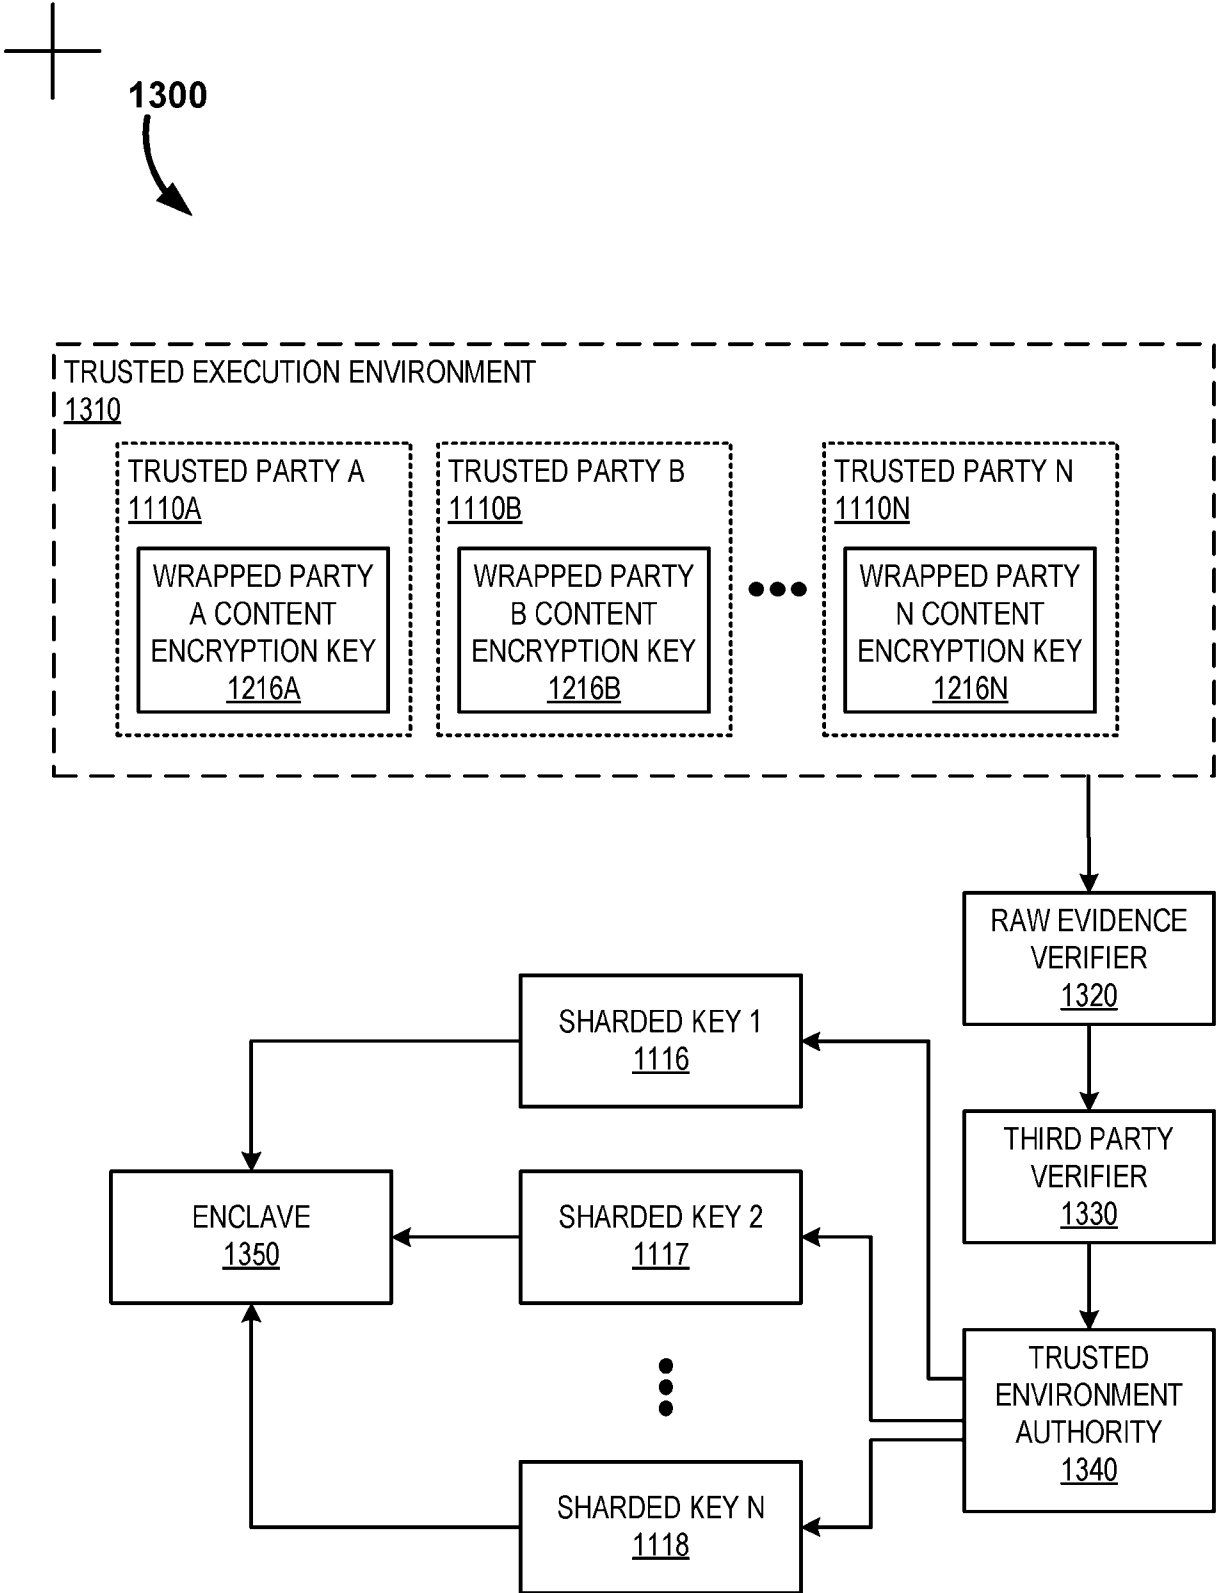 1300
TRUSTED EXECUTION ENVIRONMENT
1310
TRUSTED PARTY A
1110A
WRAPPED PARTY
A CONTENT
ENCRYPTION KEY
1216A
TRUSTED PARTY B
1110B
WRAPPED PARTY
B CONTENT
ENCRYPTION KEY
1216B
TRUSTED PARTY N
1110N
WRAPPED PARTY
N CONTENT
ENCRYPTION KEY
1216N
RAW EVIDENCE
VERIFIER
1320
THIRD PARTY
VERIFIER
1330
TRUSTED
ENVIRONMENT
AUTHORITY
1340
SHARDED KEY 1
1116
SHARDED KEY 2
1117
SHARDED KEY N
1118
ENCLAVE
1350